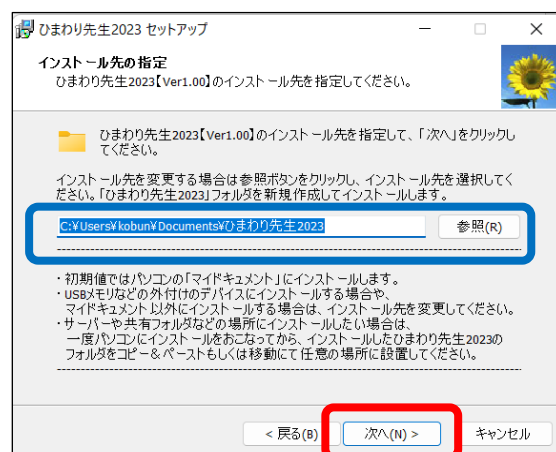 ひまわり先生2023 セットアップ
インストール先の指定
ひまわり先生2023【Ver1.00】のインストール先を指定してください。
ひまわり先生2023【Ver1.00】のインストール先を指定して、「次へ」をクリックし
てください。
インストール先を変更する場合は参照ボタンをクリックし、インストール先を選択してく
ださい。「ひまわり先生2023」フォルダを新規作成してインストールします。
C:¥Users¥kobun¥Documents¥ひまわり先生2023
参照(R)
・初期値ではパソコンの「マイドキュメント」にインストールします。
・USBメモリなどの外付けのデバイスにインストールする場合や、
マイドキュメント以外にインストールする場合は、インストール先を変更してください。
・サーバーや共有フォルダなどの場所にインストールしたい場合は、
一度パソコンにインストールをおこなってから、インストールしたひまわり先生2023の
フォルダをコピー＆ペーストもしくは移動にて任意の場所に設置してください。
< 戻る(B)
次へ(N) >
キャンセル